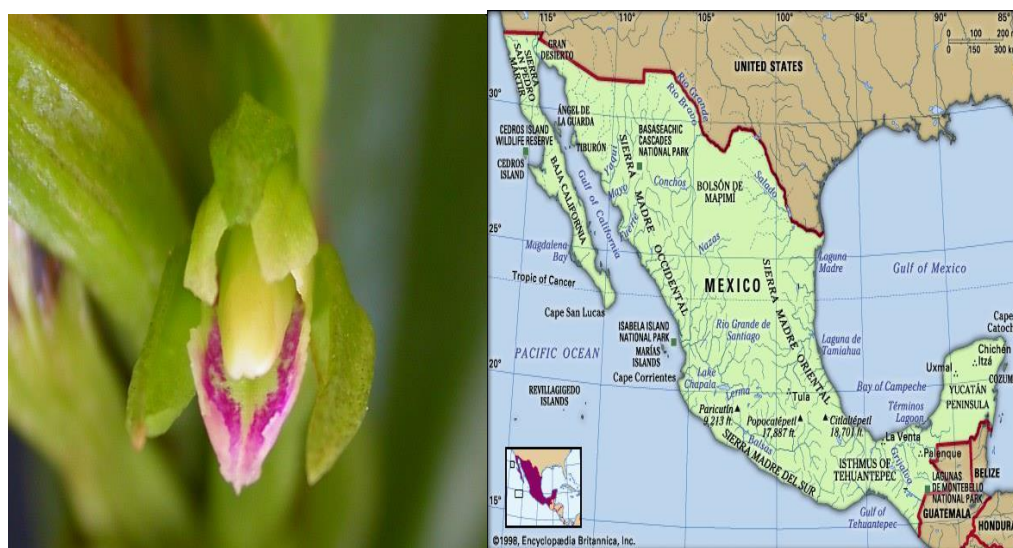 115°
110°
105°
100°
95°
90°
85°
0 100 200
0 150 300
GRAN
DESIERTO
UNITED STATES
SIERRA
SAN PEDRO
MARTIR
30°
Rio Grande
Río Bravo
ÁNGEL DE
LA GUARDA
CEDROS ISLAND
WILDLIFE RESERVE
BASASEACHIC
CASCADES
NATIONAL PARK
TIBURÓN
CEDROS
ISLAND
Yaqui
Mayo
Fuerte
Conchos
BOLSÓN DE
MAPIMÍ
Salado
BAJA CALIFORNIA
Gulf of California
SIERRA MADRE OCCIDENTAL
25°
Magdalena
Bay
Nazas
Laguna
Madre
Gulf of Mexico
Tropic of Cancer
MEXICO
SIERRA MADRE ORIENTAL
Cape San Lucas
ISABELA ISLAND
NATIONAL PARK
Río Grande de
Santiago
Laguna de
Tamiahua
Cape
Catoch
PACIFIC OCEAN
MARÍAS
ISLANDS
Chichén
Itzá
20°
Cape Corrientes
Lake
Chapala
Lerma
Tula
Bay of Campeche
Uxmal
COZUM
YUCATÁN
PENINSULA
REVILLAGIGEDO
ISLANDS
Paricutín
9,213 ft.
Popocatépetl
17,887 ft.
Citlaltépetl
18,701 ft.
Términos
Lagoon
Balsas
La Venta
Palenque
SIERRA MADRE DEL SUR
ISTHMUS OF
TEHUANTEPEC
Grijalva
BELIZE
LAGUNAS
DE MONTEBELLO
NATIONAL PARK
15°
Gulf of
Tehuantepec
GUATEMALA
HONDURA
©1998, Encyclopædia Britannica, Inc.